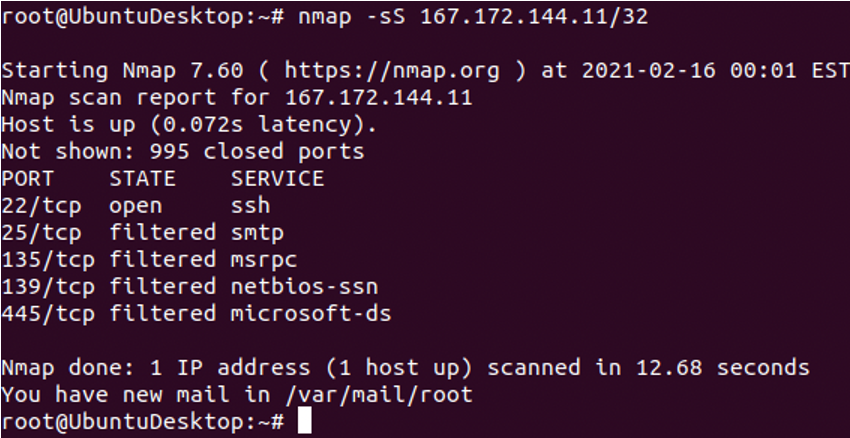 root@UbuntuDesktop:~# nmap -sS 167.172.144.11/32
Starting Nmap 7.60 ( https://nmap.org ) at 2021-02-16 00:01 EST
Nmap scan report for 167.172.144.11
Host is up (0.072s latency).
Not shown: 995 closed ports
PORT    STATE    SERVICE
22/tcp  open     ssh
25/tcp  filtered smtp
135/tcp filtered msrpc
139/tcp filtered netbios-ssn
445/tcp filtered microsoft-ds
Nmap done: 1 IP address (1 host up) scanned in 12.68 seconds
You have new mail in /var/mail/root
root@UbuntuDesktop:~#